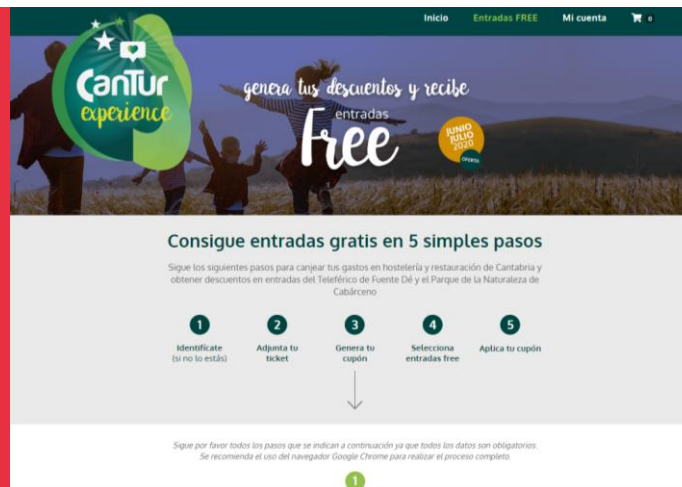 Inicio Entradas FREE Mi cuenta 0
CanTur
experience
genera tus descuentos y recibe
entradas
Free
JUNIO
JULIO
2020
OFERTA
Consigue entradas gratis en 5 simples pasos
Sigue los siguientes pasos para canjear tus gastos en hostelería y restauración de Cantabria y
obtener descuentos en entradas del Teleférico de Fuente Dé y el Parque de la Naturaleza de
Cabárceno
1 2 3 4 5
Identifícate Adjunta tu Genera tu Selecciona Aplica tu cupón
(si no lo estás) ticket cupón entradas free
Sigue por favor todos los pasos que se indican a continuación ya que todos los datos son obligatorios.
Se recomienda el uso del navegador Google Chrome para realizar el proceso completo.
1